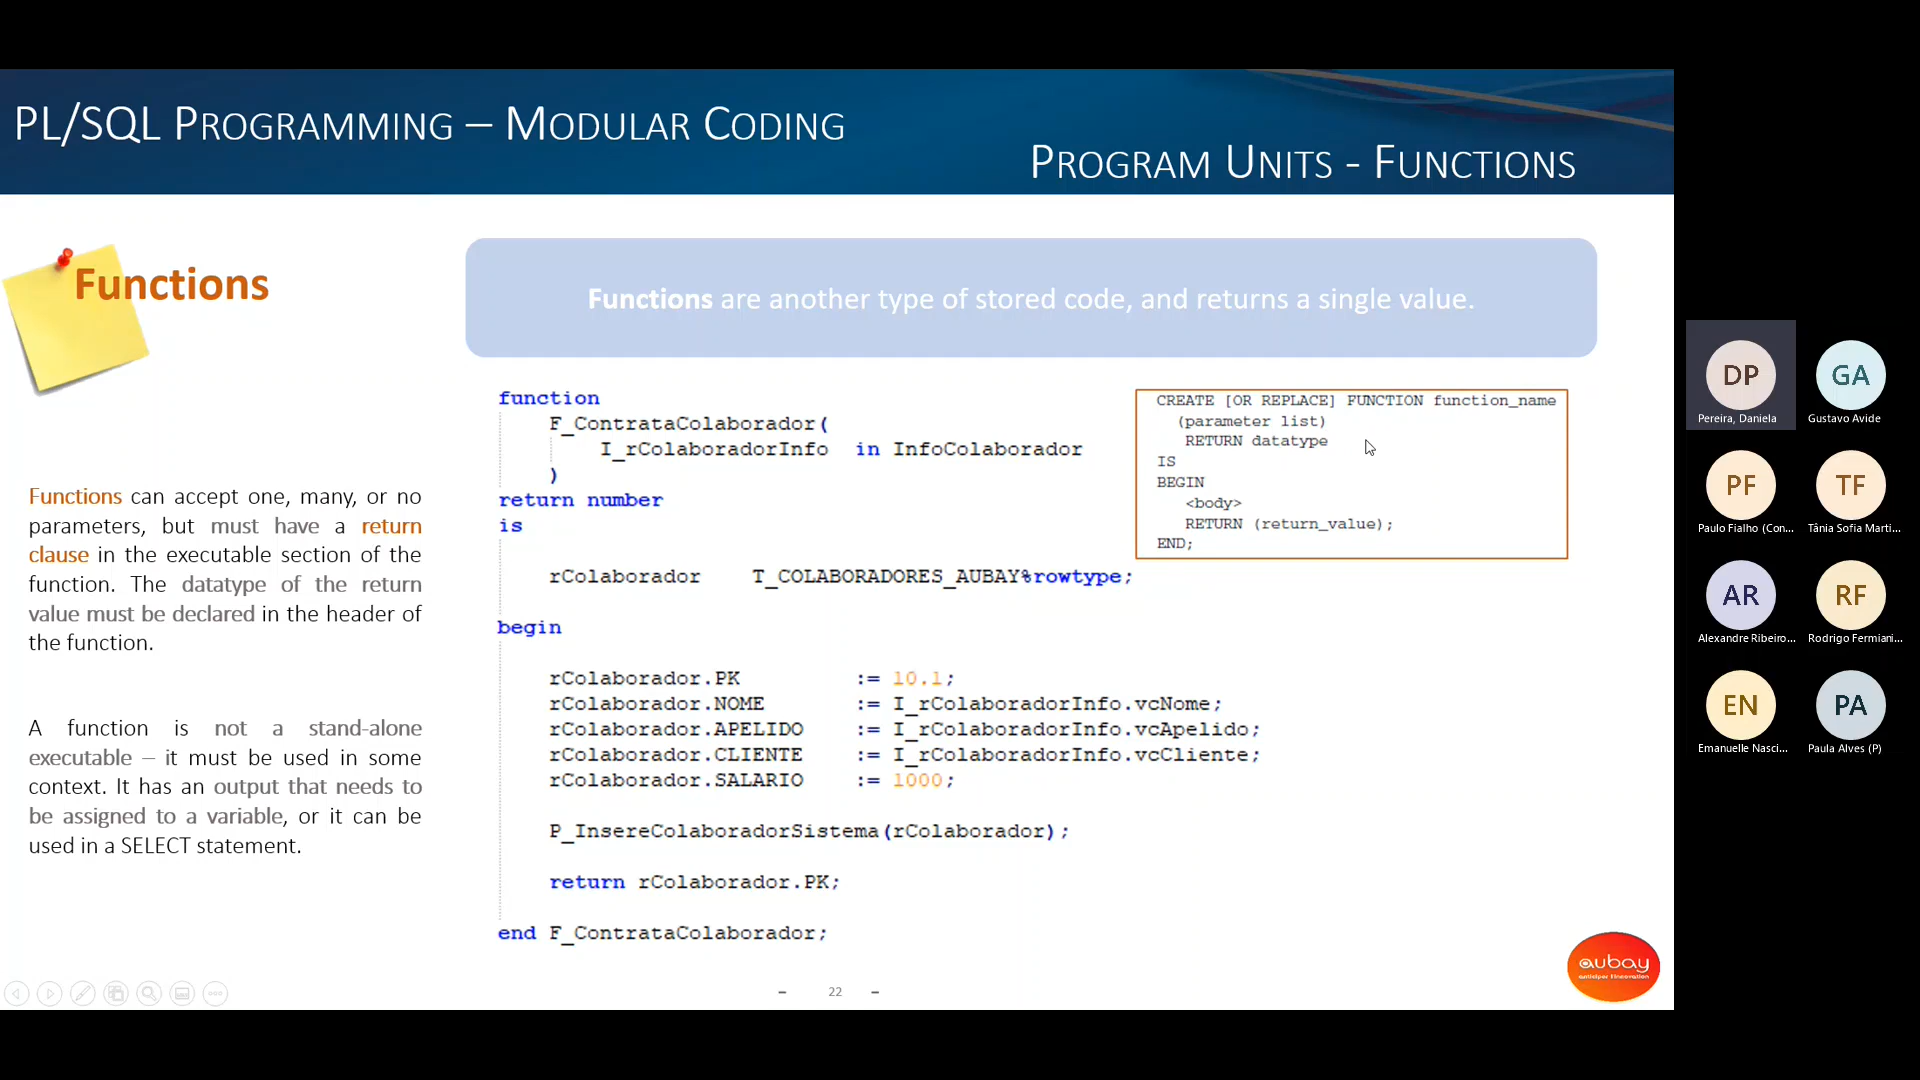 PL/SQL PROGRAMMING – MODULAR CODING
PROGRAM UNITS - FUNCTIONS
Functions
Functions are another type of stored code, and returns a single value.
Functions can accept one, many, or no
parameters, but must have a return
clause in the executable section of the
function. The datatype of the return
value must be declared in the header of
the function.
A function is not a stand-alone
executable – it must be used in some
context. It has an output that needs to
be assigned to a variable, or it can be
used in a SELECT statement.
function
F_ContrataColaborador(
I_rColaboradorInfo in InfoColaborador
)
return number
is
rColaborador T_COLABORADORES_AUBAY%rowtype;
begin
rColaborador.PK := 10.1;
rColaborador.NOME := I_rColaboradorInfo.vcNome;
rColaborador.APELIDO := I_rColaboradorInfo.vcApelido;
rColaborador.CLIENTE := I_rColaboradorInfo.vcCliente;
rColaborador.SALARIO := 1000;
P_InsereColaboradorSistema(rColaborador);
return rColaborador.PK;
end F_ContrataColaborador;
CREATE [OR REPLACE] FUNCTION function_name
(parameter list)
RETURN datatype
IS
BEGIN
<body>
RETURN (return_value);
END;
– 22 –
aubay
anticiper l'innovation
DP
Pereira, Daniela
GA
Gustavo Avide
PF
Paulo Fialho (Con...
TF
Tânia Sofia Marti...
AR
Alexandre Ribeiro...
RF
Rodrigo Fermiani...
EN
Emanuelle Nasci...
PA
Paula Alves (P)